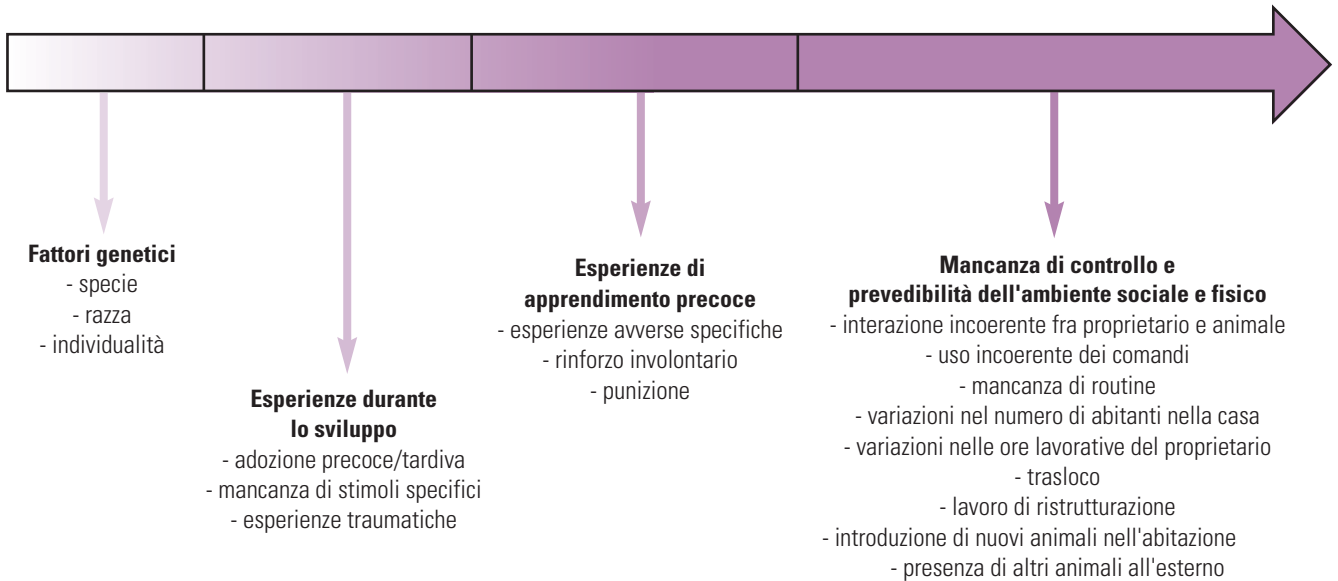 Fattori genetici
- specie
- razza
- individualità
Esperienze durante
lo sviluppo
- adozione precoce/tardiva
- mancanza di stimoli specifici
- esperienze traumatiche
Esperienze di
apprendimento precoce
- esperienze avverse specifiche
- rinforzo involontario
- punizione
Mancanza di controllo e
prevedibilità dell'ambiente sociale e fisico
- interazione incoerente fra proprietario e animale
- uso incoerente dei comandi
- mancanza di routine
- variazioni nel numero di abitanti nella casa
- variazioni nelle ore lavorative del proprietario
- trasloco
- lavoro di ristrutturazione
- introduzione di nuovi animali nell'abitazione
- presenza di altri animali all'esterno